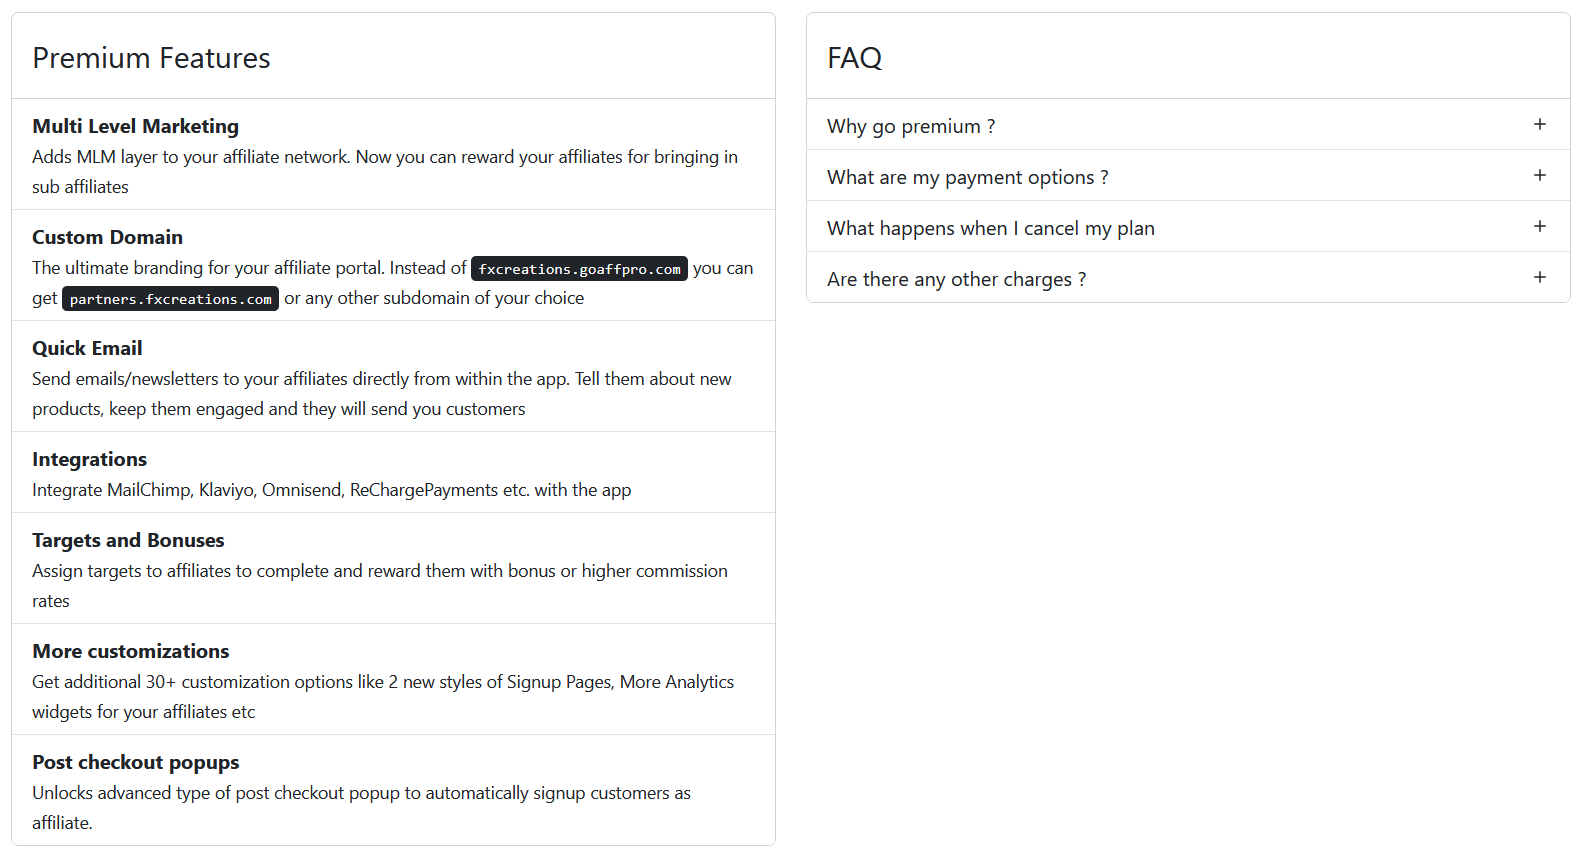 Premium Features
Multi Level Marketing
Adds MLM layer to your affiliate network. Now you can reward your affiliates for bringing in
sub affiliates
Custom Domain
The ultimate branding for your affiliate portal. Instead of fxcreations.goaffpro.com you can
get partners.fxcreations.com or any other subdomain of your choice
Quick Email
Send emails/newsletters to your affiliates directly from within the app. Tell them about new
products, keep them engaged and they will send you customers
Integrations
Integrate MailChimp, Klaviyo, Omnisend, ReChargePayments etc. with the app
Targets and Bonuses
Assign targets to affiliates to complete and reward them with bonus or higher commission
rates
More customizations
Get additional 30+ customization options like 2 new styles of Signup Pages, More Analytics
widgets for your affiliates etc
Post checkout popups
Unlocks advanced type of post checkout popup to automatically signup customers as
affiliate.
FAQ
Why go premium ? +
What are my payment options ? +
What happens when I cancel my plan +
Are there any other charges ? +